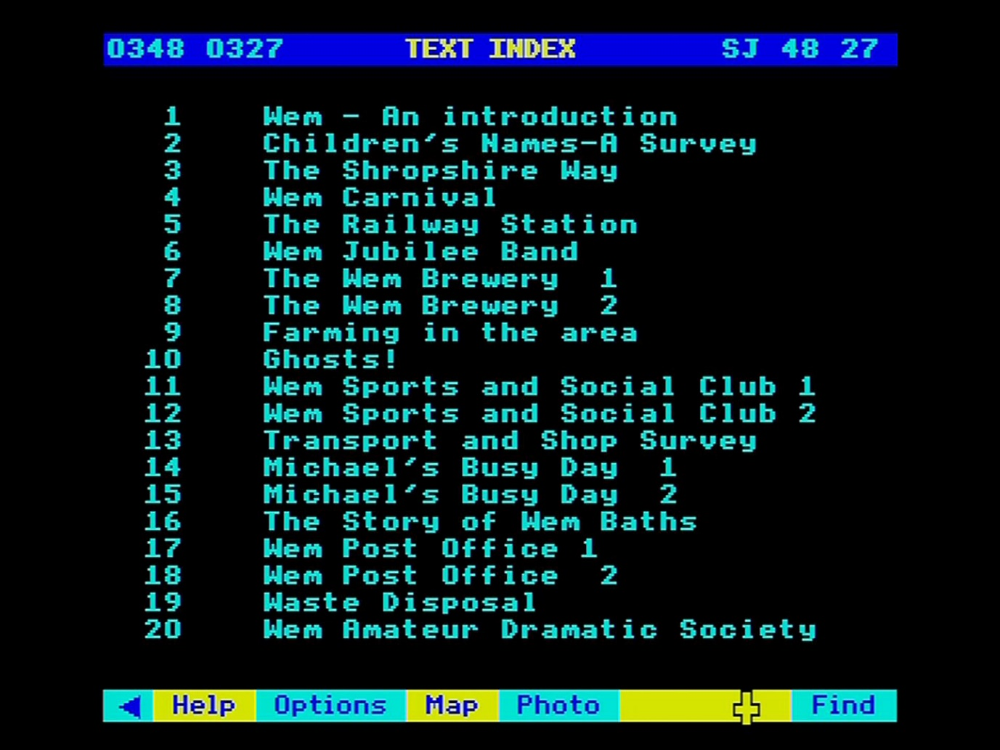 0348 0327 TEXT INDEX SJ 48 27
1 Wem - An introduction
2 Children's Names-A Survey
3 The Shropshire Way
4 Wem Carnival
5 The Railway Station
6 Wem Jubilee Band
7 The Wem Brewery 1
8 The Wem Brewery 2
9 Farming in the area
10 Ghosts!
11 Wem Sports and Social Club 1
12 Wem Sports and Social Club 2
13 Transport and Shop Survey
14 Michael's Busy Day 1
15 Michael's Busy Day 2
16 The Story of Wem Baths
17 Wem Post Office 1
18 Wem Post Office 2
19 Waste Disposal
20 Wem Amateur Dramatic Society
Help Options Map Photo Find